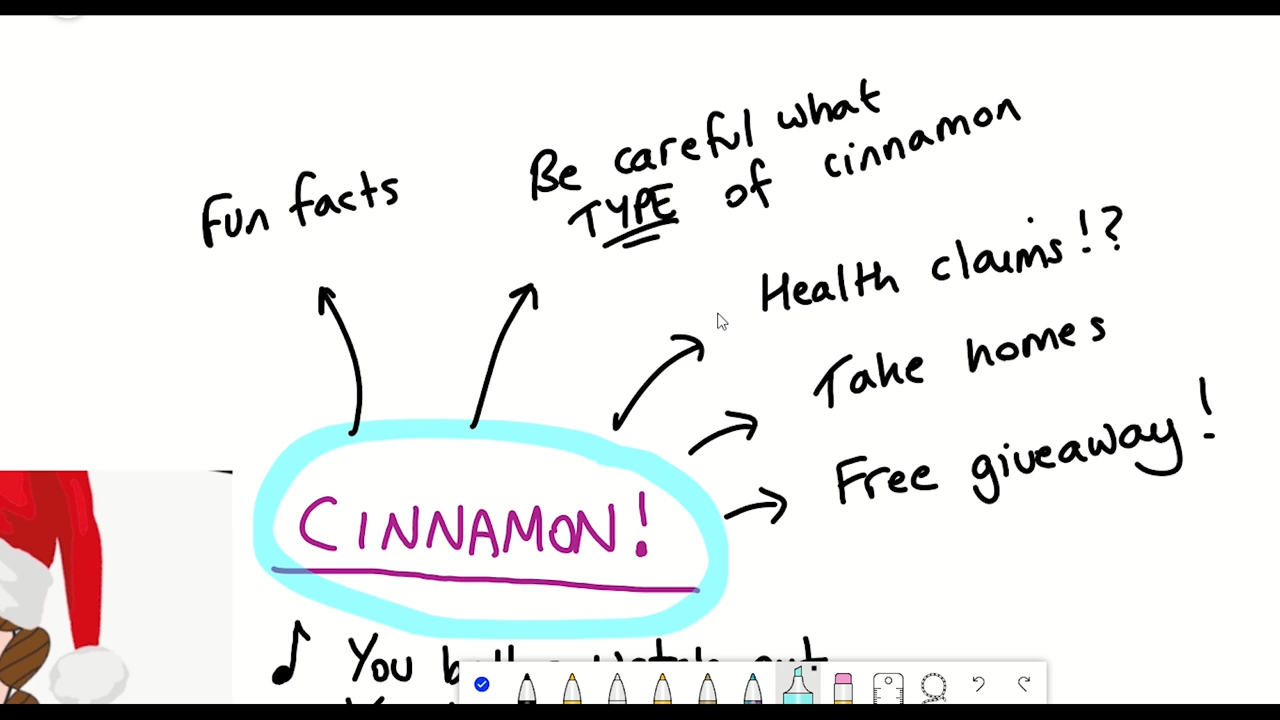 Fun facts
Be careful what
TYPE of cinnamon
Health claims!?
Take homes
Free giveaway!
CINNAMON!
♪ You